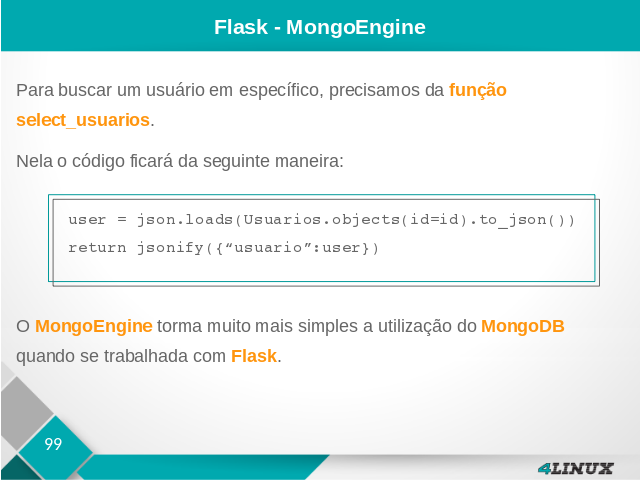 Flask - MongoEngine
Para buscar um usuário em específico, precisamos da função
select_usuarios.
Nela o código ficará da seguinte maneira:
user = json.loads(Usuarios.objects(id=id).to_json())
return jsonify({“usuario”:user})
O MongoEngine torma muito mais simples a utilização do MongoDB
quando se trabalhada com Flask.
99
4LINUX